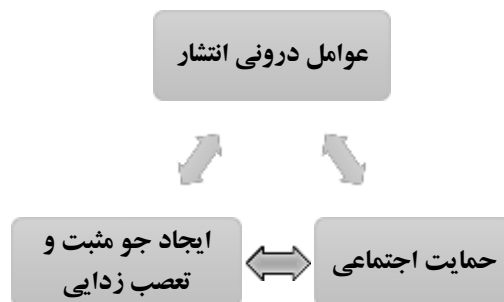 عوامل درونی انتشار
حمایت اجتماعی
ایجاد جو مثبت و
تعصب زدایی